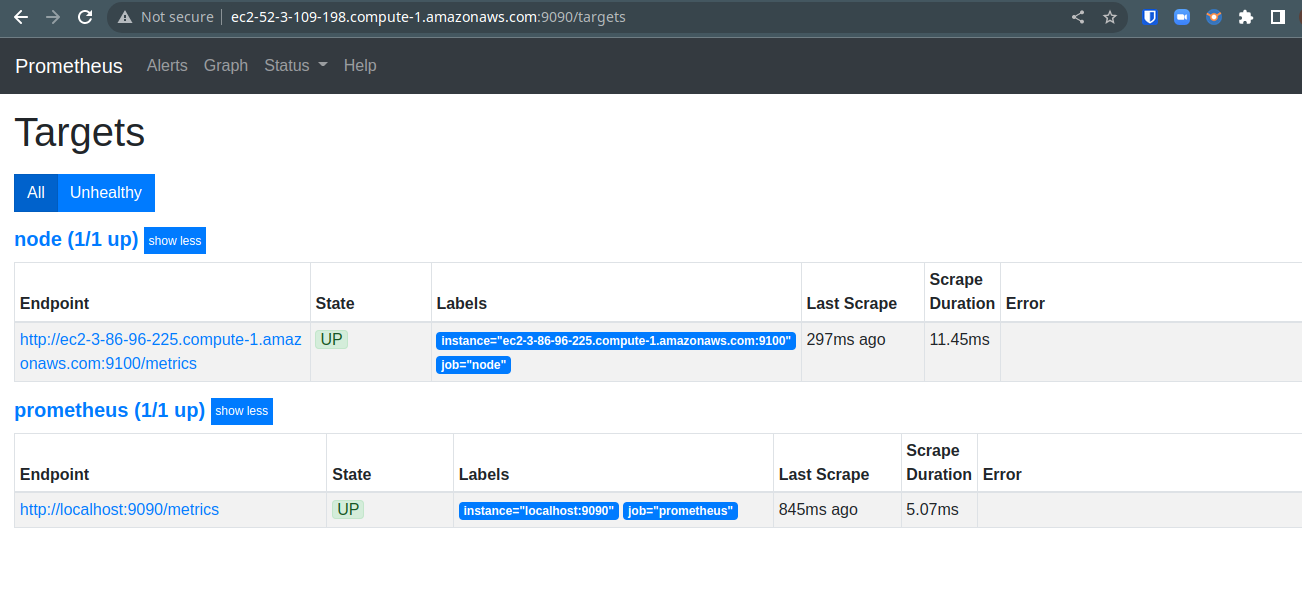 Not secure ec2-52-3-109-198.compute-1.amazonaws.com:9090/targets
Prometheus Alerts Graph Status Help
Targets
All Unhealthy
node (1/1 up) show less
Endpoint State Labels Last Scrape Scrape Duration Error
http://ec2-3-86-96-225.compute-1.amaz
onaws.com:9100/metrics
UP
instance="ec2-3-86-96-225.compute-1.amazonaws.com:9100"
job="node"
297ms ago 11.45ms
prometheus (1/1 up) show less
Endpoint State Labels Last Scrape Scrape Duration Error
http://localhost:9090/metrics UP instance="localhost:9090" job="prometheus" 845ms ago 5.07ms